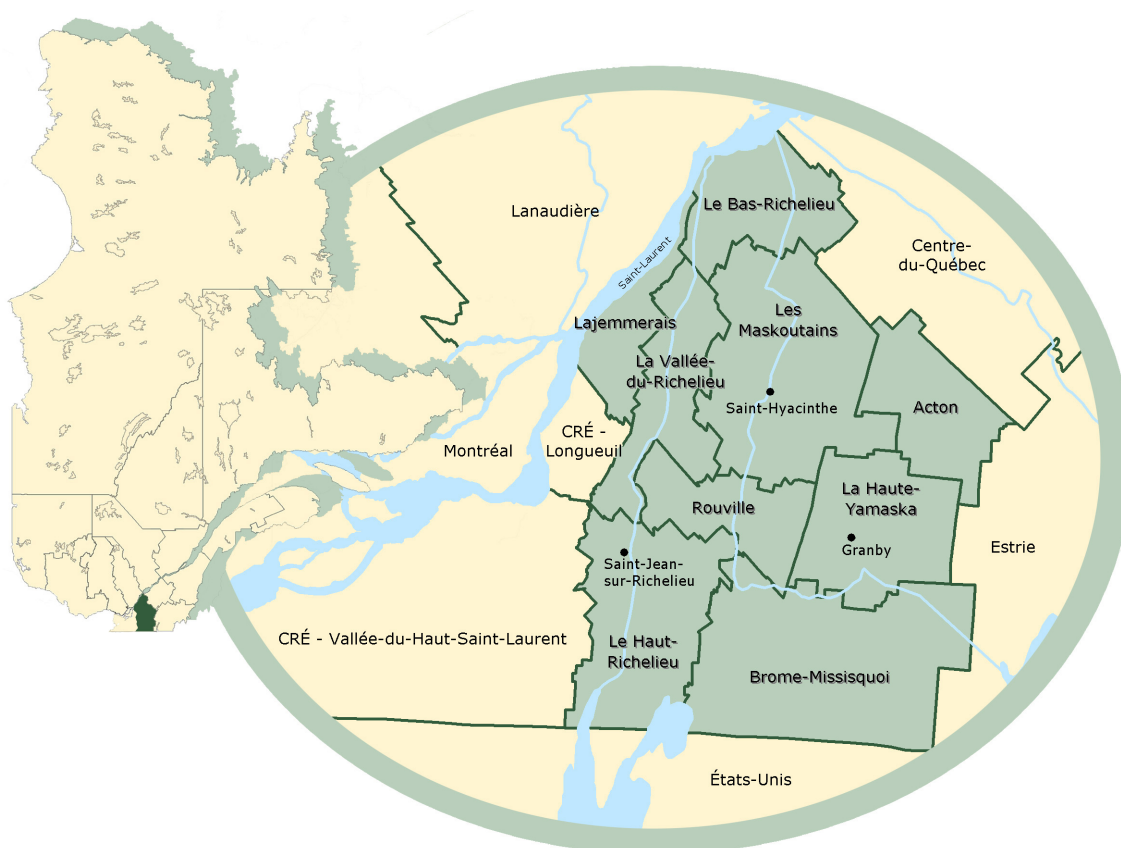 Le Bas-Richelieu
Lanaudière
Centre-
du-Québec
Saint-Laurent
Lajemmerais
Les
Maskoutains
La Vallée-
du-Richelieu
Saint-Hyacinthe
Acton
CRÉ -
Longueuil
Montréal
La Haute-
Yamaska
Rouville
Granby
Estrie
Saint-Jean-
sur-Richelieu
CRÉ - Vallée-du-Haut-Saint-Laurent
Le Haut-
Richelieu
Brome-Missisquoi
États-Unis